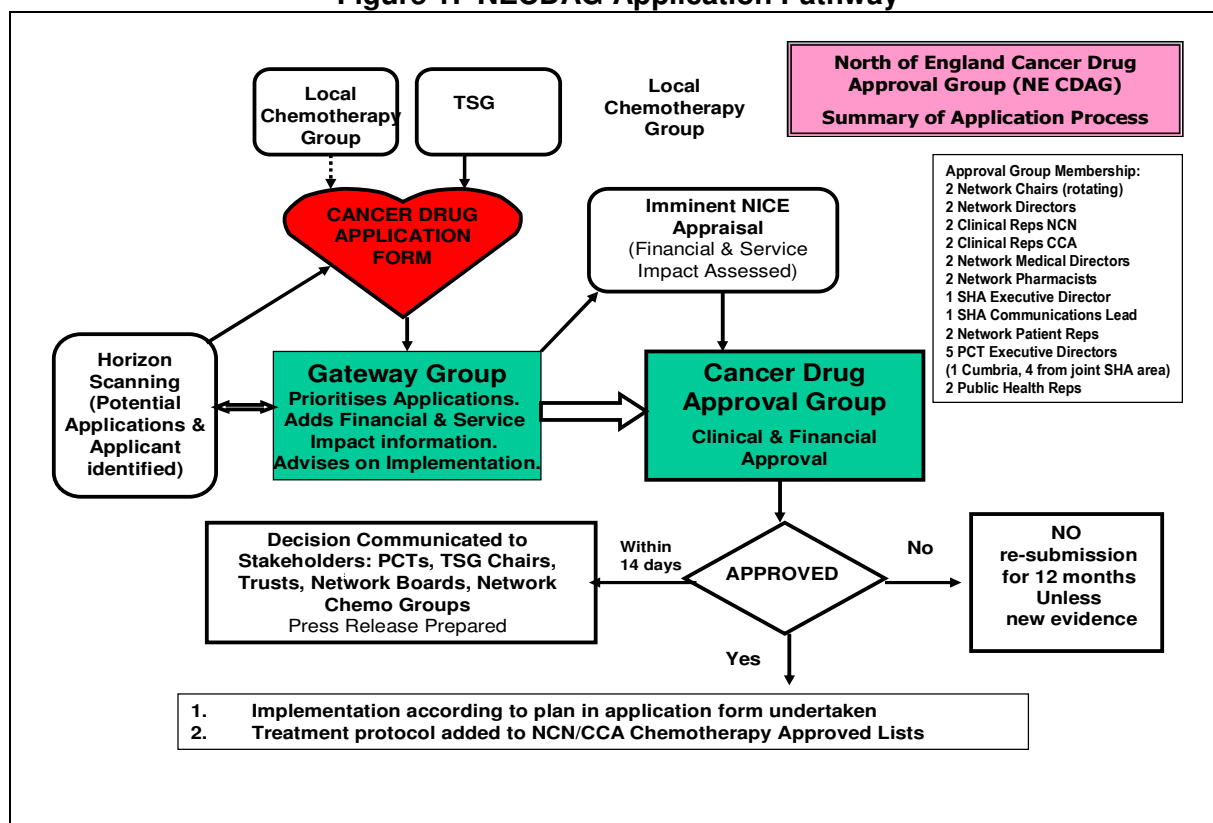 Figure 1: NECDAG Application Pathway
Local
Chemotherapy
Group
TSG
Local
Chemotherapy
Group
North of England Cancer Drug
Approval Group (NE CDAG)
Summary of Application Process
CANCER DRUG
APPLICATION
FORM
Imminent NICE
Appraisal
(Financial & Service
Impact Assessed)
Approval Group Membership:
2 Network Chairs (rotating)
2 Network Directors
2 Clinical Reps NCN
2 Clinical Reps CCA
2 Network Medical Directors
2 Network Pharmacists
1 SHA Executive Director
1 SHA Communications Lead
2 Network Patient Reps
5 PCT Executive Directors
(1 Cumbria, 4 from joint SHA area)
2 Public Health Reps
Horizon
Scanning
(Potential
Applications &
Applicant
identified)
Gateway Group
Prioritises Applications.
Adds Financial & Service
Impact information.
Advises on Implementation.
Cancer Drug
Approval Group
Clinical & Financial
Approval
Decision Communicated to
Stakeholders: PCTs, TSG Chairs,
Trusts, Network Boards, Network
Chemo Groups
Press Release Prepared
Within
14 days
APPROVED
No
NO
re-submission
for 12 months
Unless
new evidence
Yes
1. Implementation according to plan in application form undertaken
2. Treatment protocol added to NCN/CCA Chemotherapy Approved Lists